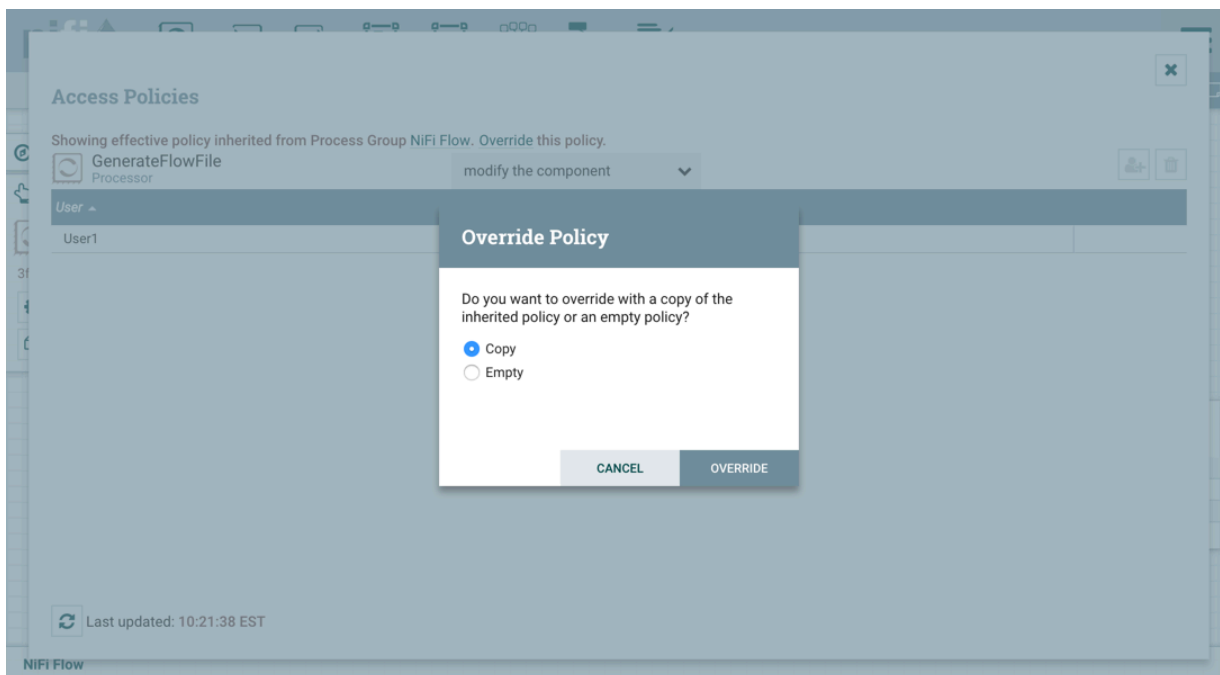 Access Policies
Showing effective policy inherited from Process Group NiFi Flow. Override this policy.
GenerateFlowFile
Processor
modify the component
User
User1
Override Policy
Do you want to override with a copy of the
inherited policy or an empty policy?
Copy
Empty
CANCEL
OVERRIDE
Last updated: 10:21:38 EST
NiFi Flow